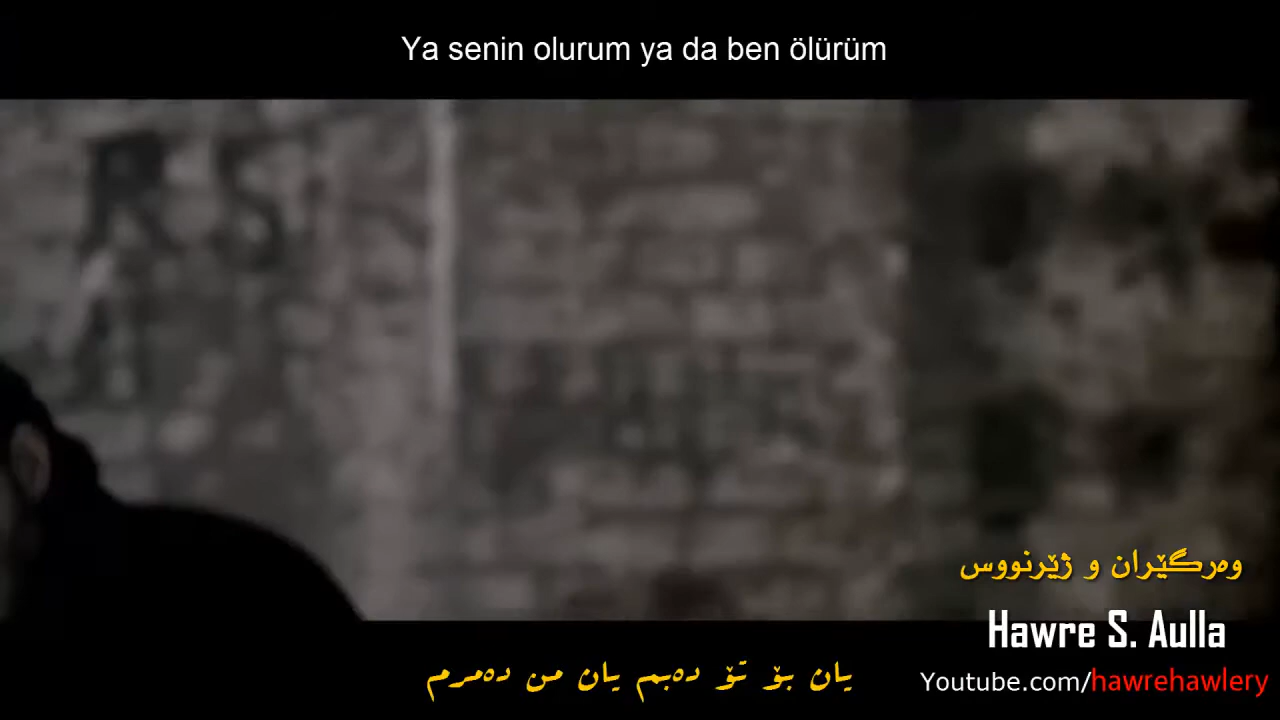 Ya senin olurum ya da ben ölürüm
وەرگێران و ژێرنووس
Hawre S. Aulla
یان بۆ تۆ دەبم یان من دەمرم
Youtube.com/hawrehawlery